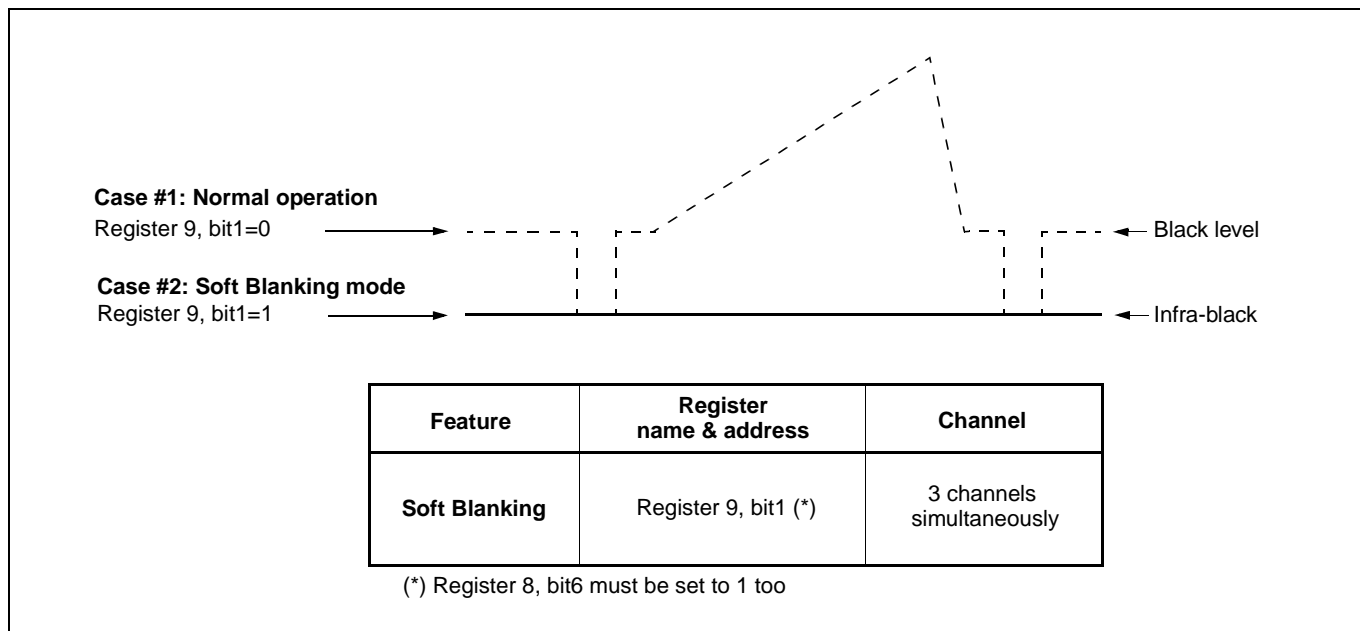 Case #1: Normal operation
Register 9, bit1=0
Black level
Case #2: Soft Blanking mode
Register 9, bit1=1
Infra-black
Feature
Register
name & address
Channel
Soft Blanking
Register 9, bit1 (*)
3 channels
simultaneously
(*) Register 8, bit6 must be set to 1 too